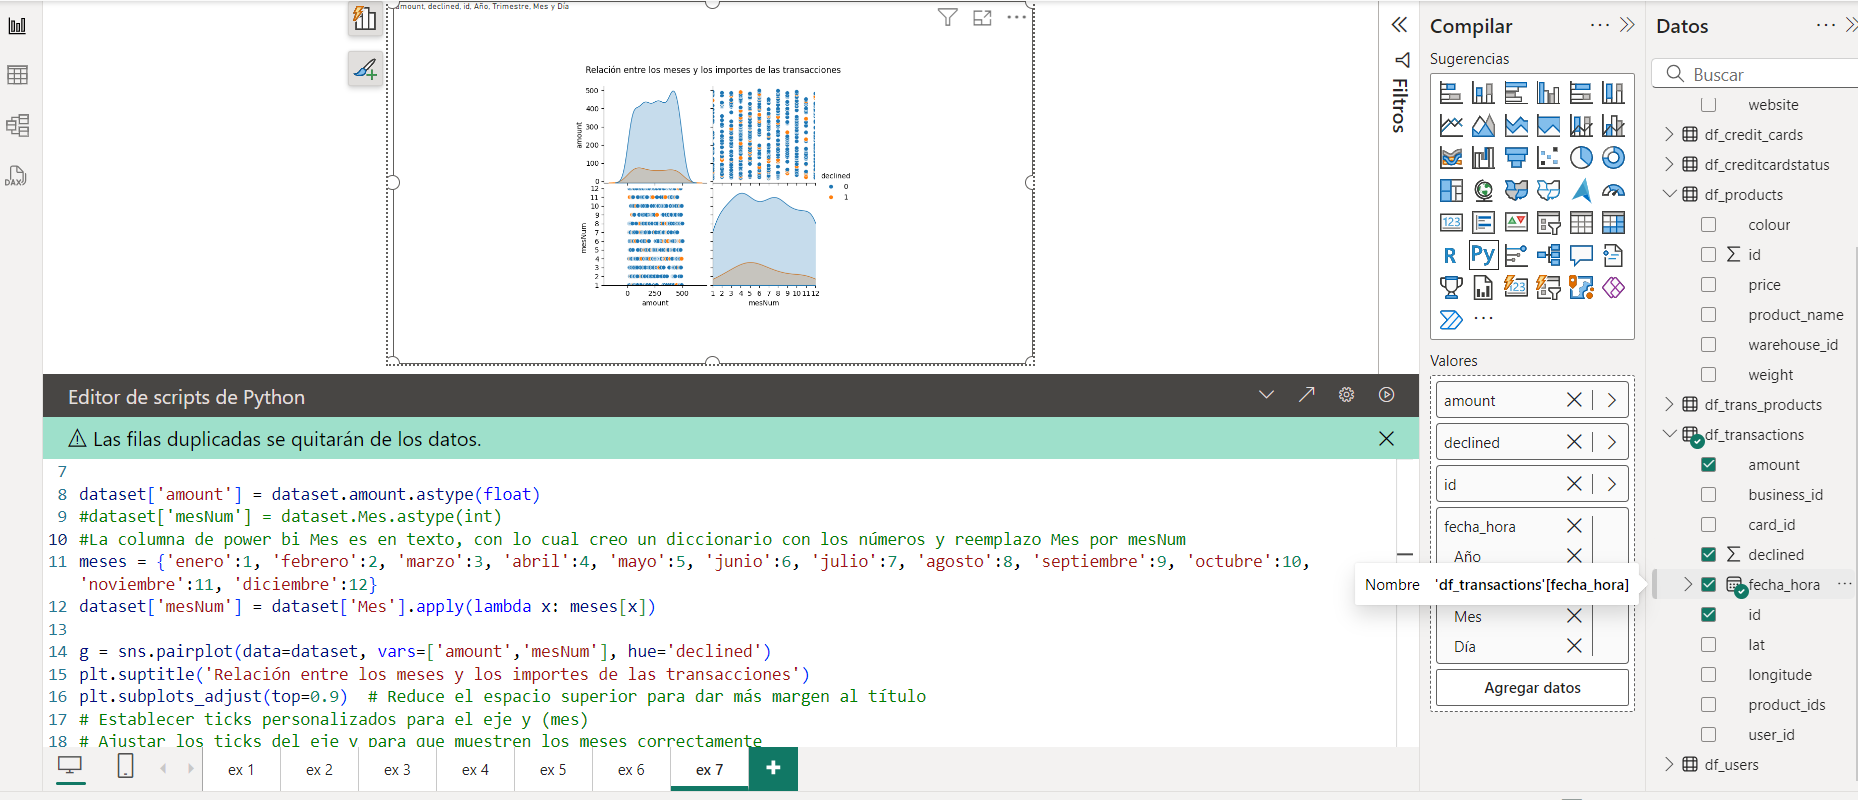 amount, declined, id, Año, Trimestre, Mes y Día
Relación entre los meses y los importes de las transacciones
500
400
300
200
100
0
amount
12
11
10
9
8
7
6
5
4
3
2
1
mesNum
0 250 500
amount
1 2 3 4 5 6 7 8 9 10 11 12
mesNum
declined
0
1
Editor de scripts de Python
Las filas duplicadas se quitarán de los datos.
7
8 dataset['amount'] = dataset.amount.astype(float)
9 #dataset['mesNum'] = dataset.Mes.astype(int)
10 #La columna de power bi Mes es en texto, con lo cual creo un diccionario con los números y reemplazo Mes por mesNum
11 meses = {'enero':1, 'febrero':2, 'marzo':3, 'abril':4, 'mayo':5, 'junio':6, 'julio':7, 'agosto':8, 'septiembre':9, 'octubre':10,
'noviembre':11, 'diciembre':12}
12 dataset['mesNum'] = dataset['Mes'].apply(lambda x: meses[x])
13
14 g = sns.pairplot(data=dataset, vars=['amount','mesNum'], hue='declined')
15 plt.suptitle('Relación entre los meses y los importes de las transacciones')
16 plt.subplots_adjust(top=0.9)  # Reduce el espacio superior para dar más margen al título
17 # Establecer ticks personalizados para el eje y (mes)
18 # Ajustar los ticks del eje y para que muestren los meses correctamente
ex 1
ex 2
ex 3
ex 4
ex 5
ex 6
ex 7
DAX
Filtros
Compilar
Sugerencias
123
R
Py
123
Valores
amount
declined
id
fecha_hora
Año
Mes
Día
Agregar datos
Nombre 'df_transactions'[fecha_hora]
Datos
Buscar
website
df_credit_cards
df_creditcardstatus
df_products
colour
id
price
product_name
warehouse_id
weight
df_trans_products
df_transactions
amount
business_id
card_id
declined
fecha_hora
id
lat
longitude
product_ids
user_id
df_users